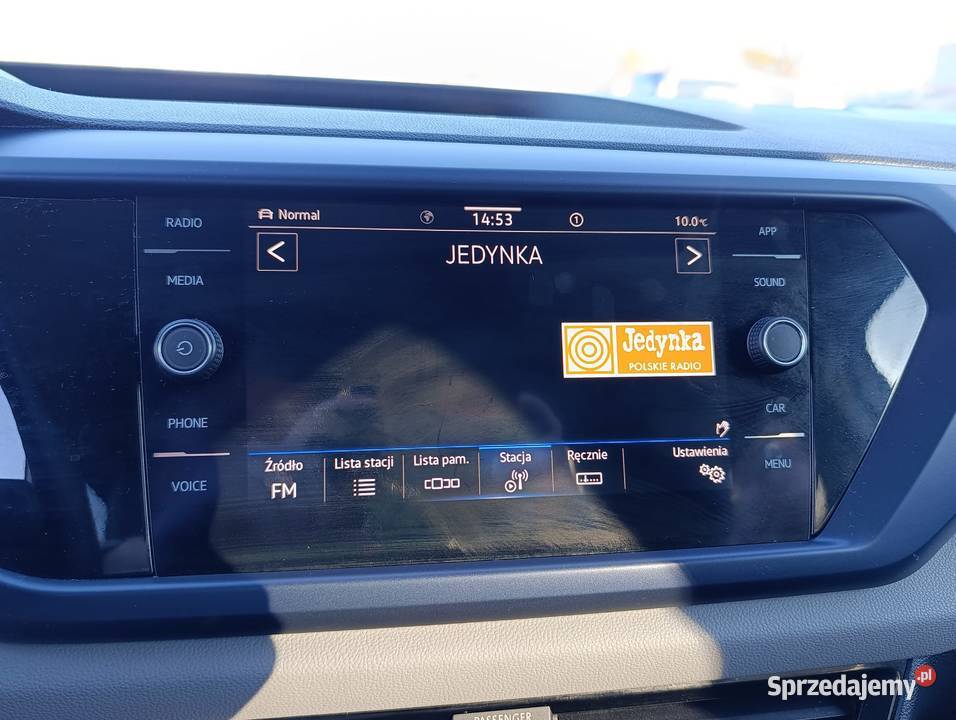 RADIO
MEDIA
PHONE
VOICE
Normal
14:53
1
10.0°C
JEDYNKA
Jedynka
POLSKIE RADIO
Źródło
FM
Lista stacji
Lista pam.
Stacja
Ręcznie
Ustawienia
APP
SOUND
CAR
MENU
PASSENGER
Sprzedajemy.pl